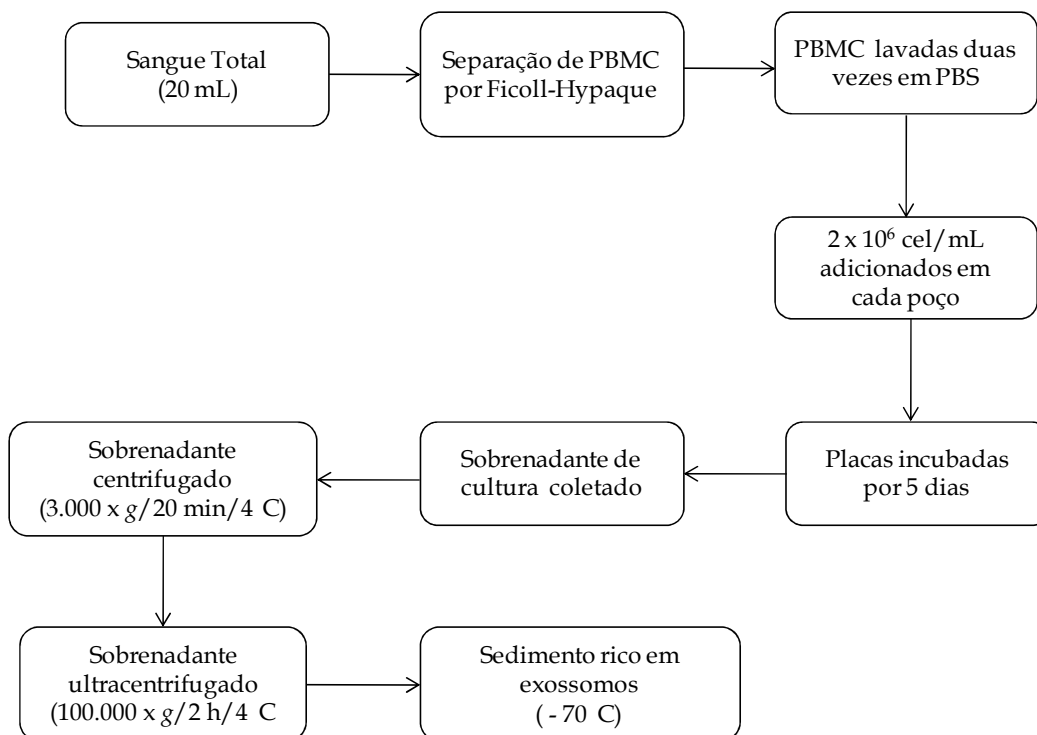 Sangue Total
(20 mL)
Separação de PBMC
por Ficoll-Hypaque
PBMC lavadas duas
vezes em PBS
2 x 10⁶ cel/mL
adicionados em
cada poço
Placas incubadas
por 5 dias
Sobrenadante de
cultura coletado
Sobrenadante
centrifugado
(3.000 x g/20 min/4 C)
Sobrenadante
ultracentrifugado
(100.000 x g/2 h/4 C
Sedimento rico em
exossomos
( - 70 C)